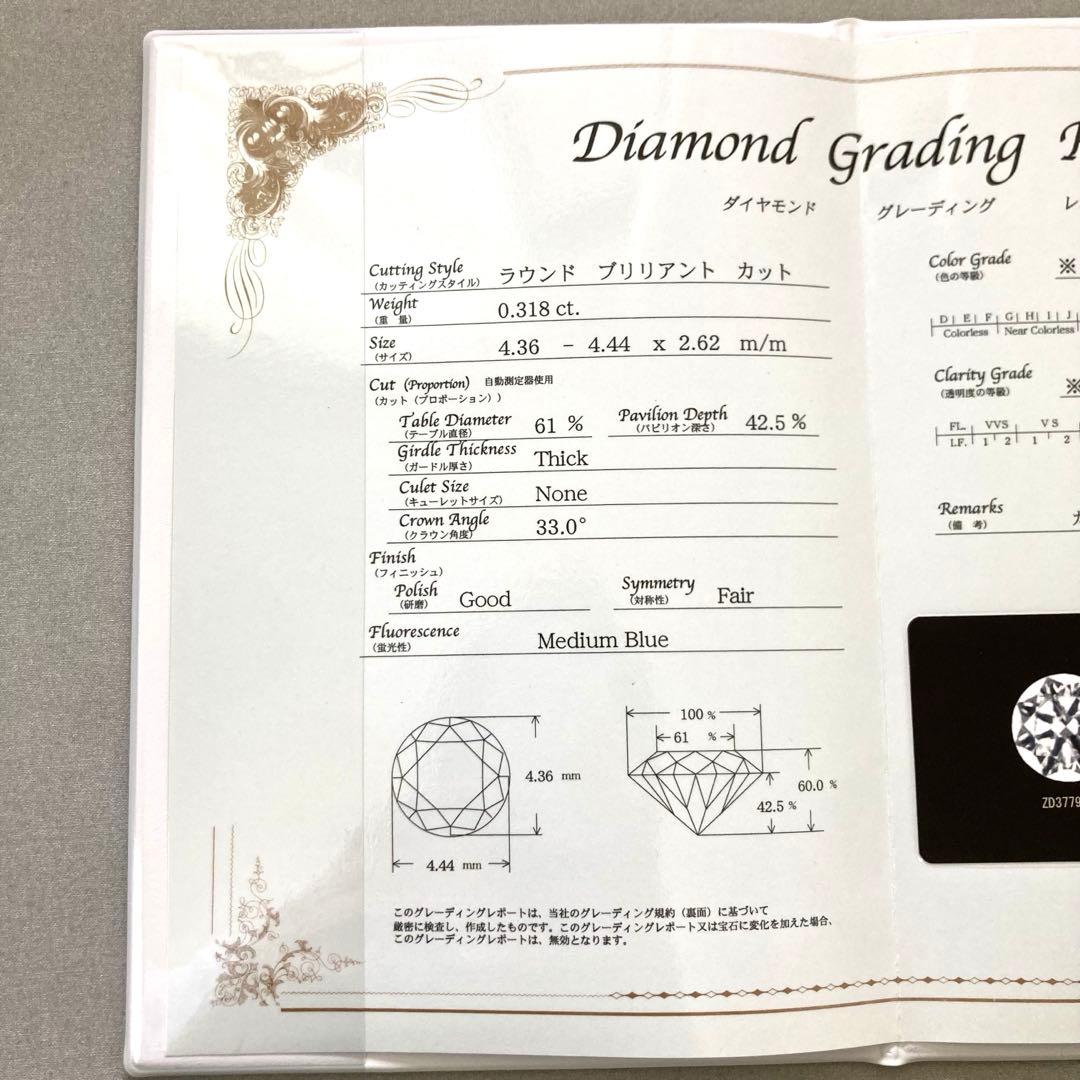 Diamond Grading
ダイヤモンド グレーディング レ
Cutting Style ラウンド ブリリアント カット
(カッティングスタイル)
Weight 0.318 ct.
(重 量)
Size 4.36 - 4.44 x 2.62 m/m
(サイズ)
Cut (Proportion) 自動測定器使用
(カット (プロポーション))
Table Diameter 61 % Pavilion Depth 42.5 %
(テーブル直径) (パビリオン深さ)
Girdle Thickness Thick
(ガードル厚さ)
Culet Size None
(キューレットサイズ)
Crown Angle 33.0°
(クラウン角度)
Finish
(フィニッシュ)
Polish Good Symmetry Fair
(研磨) (対称性)
Fluorescence Medium Blue
(蛍光性)
100 %
61 %
4.36 mm
60.0 %
42.5 %
4.44 mm
このグレーディングレポートは、当社のグレーディング規約(裏面)に基づいて
厳密に検査し、作成したものです。このグレーディングレポート又は宝石に変化を加えた場合、
このグレーディングレポートは、無効となります。
Color Grade ※
(色の等級)
D E F G H I J
Colorless Near Colorless
Clarity Grade ※
(透明度の等級)
FL. VVS VS
I.F. 1 2 1 2
Remarks
(備 考)
ZD3779